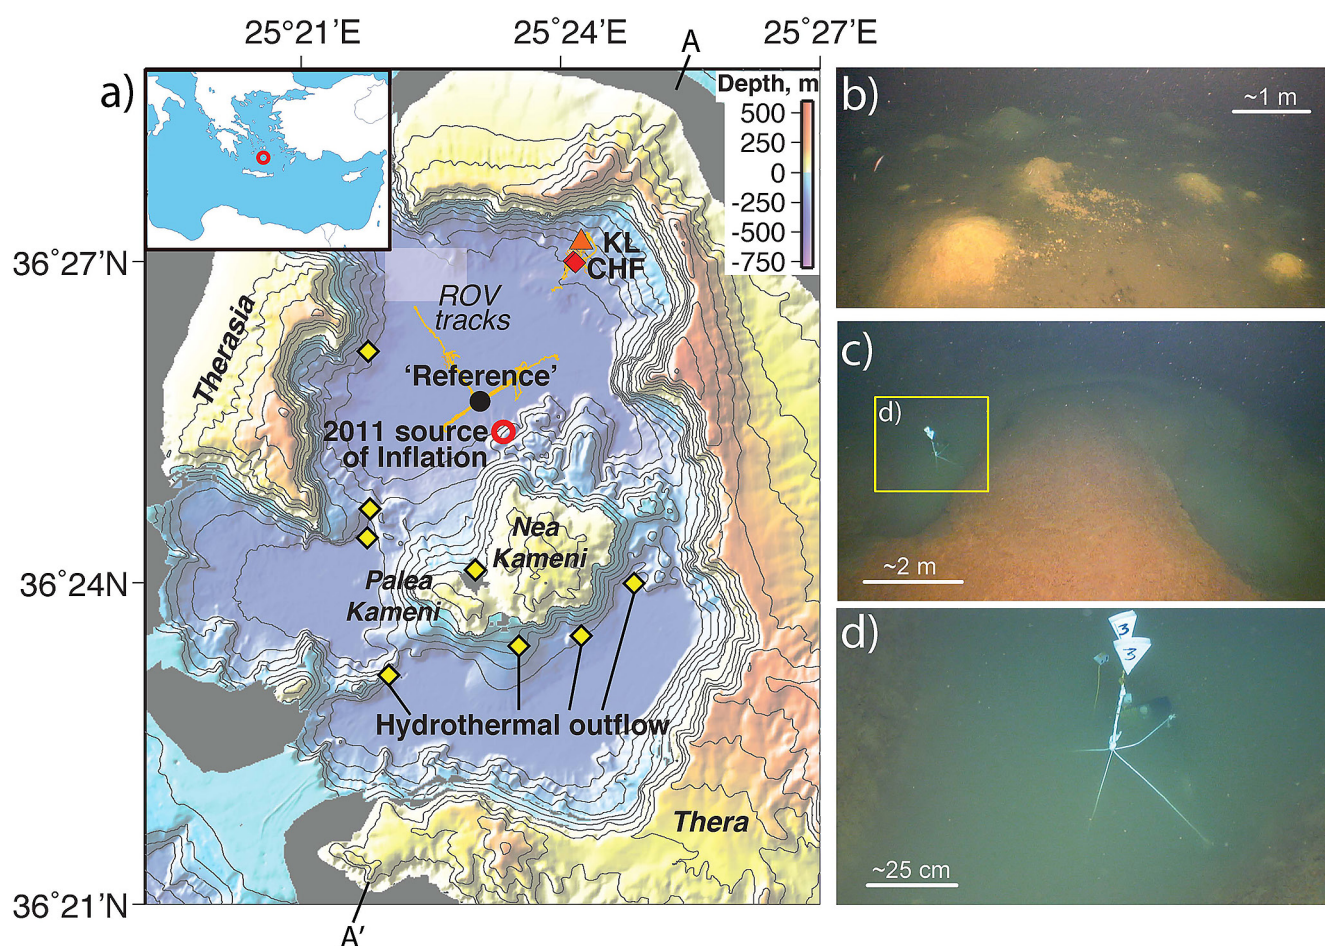 25°21'E
25°24'E
25°27'E
A
a)
Depth, m
500
250
0
-250
-500
-750
36°27'N
36°24'N
36°21'N
KL
CHF
ROV
tracks
Therasia
'Reference'
2011 source
of Inflation
Nea
Kameni
Palea
Kameni
Hydrothermal outflow
Thera
A'
b)
~1 m
c)
d)
~2 m
d)
3
3
~25 cm